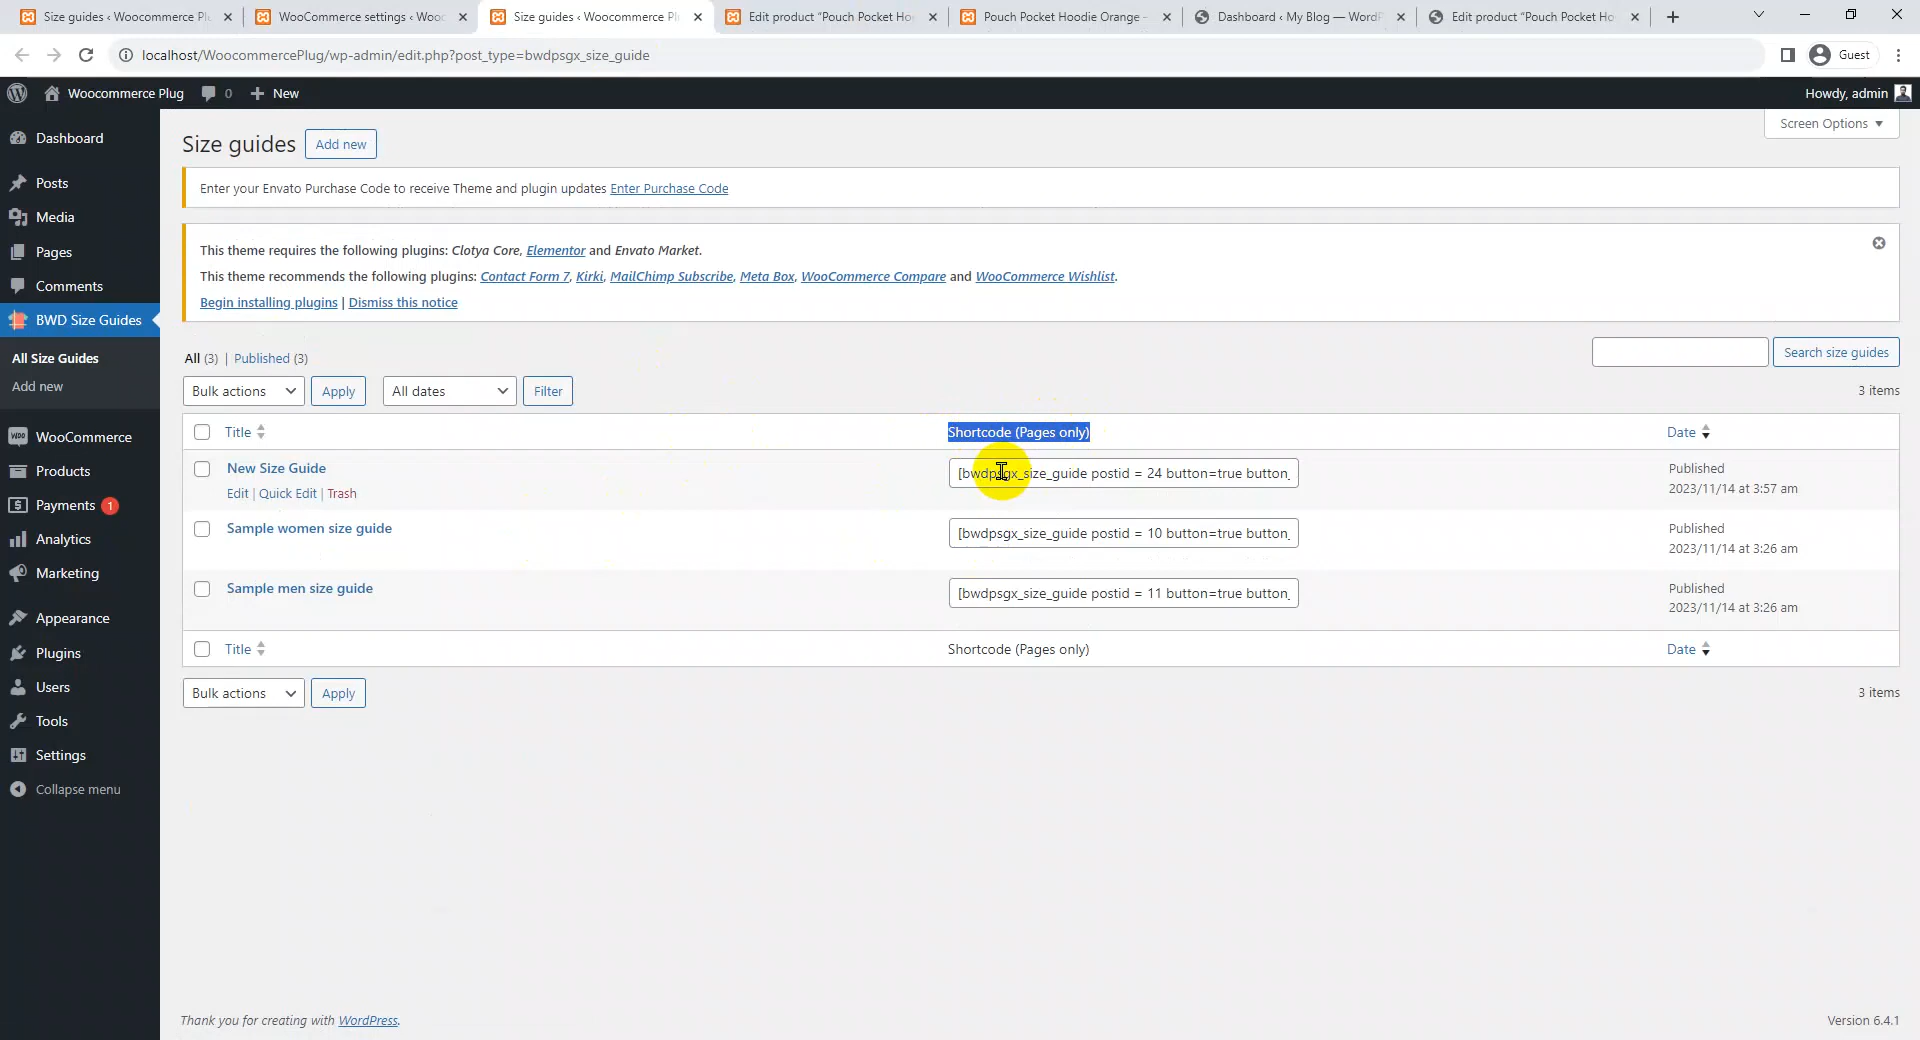 Size guides ‹ Woocommerce Pl
WooCommerce settings ‹ Wooc
Size guides ‹ Woocommerce Pl
Edit product “Pouch Pocket Ho
Pouch Pocket Hoodie Orange -
Dashboard ‹ My Blog — WordP
Edit product “Pouch Pocket Ho
localhost/WoocommercePlug/wp-admin/edit.php?post_type=bwdpsgx_size_guide
Guest
Woocommerce Plug
0
New
Howdy, admin
Dashboard
Posts
Media
Pages
Comments
BWD Size Guides
All Size Guides
Add new
WooCommerce
Products
Payments 1
Analytics
Marketing
Appearance
Plugins
Users
Tools
Settings
Collapse menu
Screen Options
Size guides
Add new
Enter your Envato Purchase Code to receive Theme and plugin updates Enter Purchase Code
This theme requires the following plugins: Clotya Core, Elementor and Envato Market.
This theme recommends the following plugins: Contact Form 7, Kirki, MailChimp Subscribe, Meta Box, WooCommerce Compare and WooCommerce Wishlist.
Begin installing plugins | Dismiss this notice
All (3) | Published (3)
Search size guides
Bulk actions
Apply
All dates
Filter
3 items
Title
Shortcode (Pages only)
Date
New Size Guide
[bwdpsgx_size_guide postid = 24 button=true button_
Published
Edit | Quick Edit | Trash
2023/11/14 at 3:57 am
Sample women size guide
[bwdpsgx_size_guide postid = 10 button=true button_
Published
2023/11/14 at 3:26 am
Sample men size guide
[bwdpsgx_size_guide postid = 11 button=true button_
Published
2023/11/14 at 3:26 am
Title
Shortcode (Pages only)
Date
Bulk actions
Apply
3 items
Thank you for creating with WordPress.
Version 6.4.1